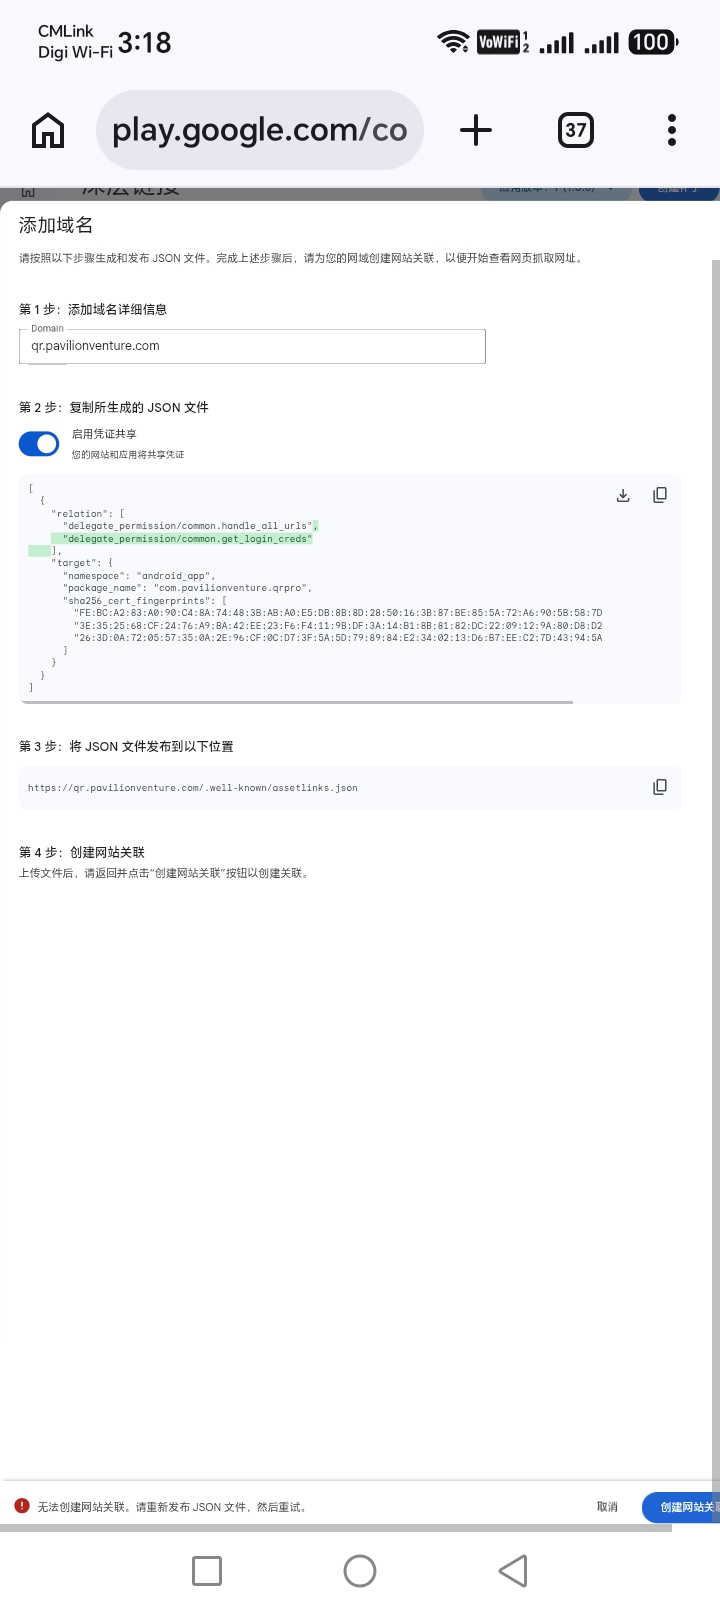 CMLink
Digi Wi-Fi
3:18
VoWiFi 1 2
100
play.google.com/co
37
添加域名
请按照以下步骤生成和发布 JSON 文件。完成上述步骤后，请为您的网域创建网站关联，以便开始查看网页抓取网址。
第 1 步：添加域名详细信息
Domain
qr.pavilionventure.com
第 2 步：复制所生成的 JSON 文件
启用凭证共享
您的网站和应用将共享凭证
[
{
"relation": [
"delegate_permission/common.handle_all_urls",
"delegate_permission/common.get_login_creds"
],
"target": {
"namespace": "android_app",
"package_name": "com.pavilionventure.qrpro",
"sha256_cert_fingerprints": [
"FE:BC:A2:83:A0:90:C4:8A:74:48:3B:AB:A0:E5:DB:8B:8D:28:50:16:3B:87:BE:85:5A:72:A6:90:5B:58:7D
"3E:35:25:68:CF:24:76:A9:BA:42:EE:23:F6:F4:11:9B:DF:3A:14:B1:8B:81:82:DC:22:09:12:9A:80:D8:D2
"26:3D:0A:72:05:57:35:0A:2E:96:CF:0C:D7:3F:5A:5D:79:89:84:E2:34:02:13:D6:B7:EE:C2:7D:43:94:5A
]
}
}
]
第 3 步：将 JSON 文件发布到以下位置
https://qr.pavilionventure.com/.well-known/assetlinks.json
第 4 步：创建网站关联
上传文件后，请返回并点击“创建网站关联”按钮以创建关联。
无法创建网站关联。请重新发布 JSON 文件，然后重试。
取消
创建网站关